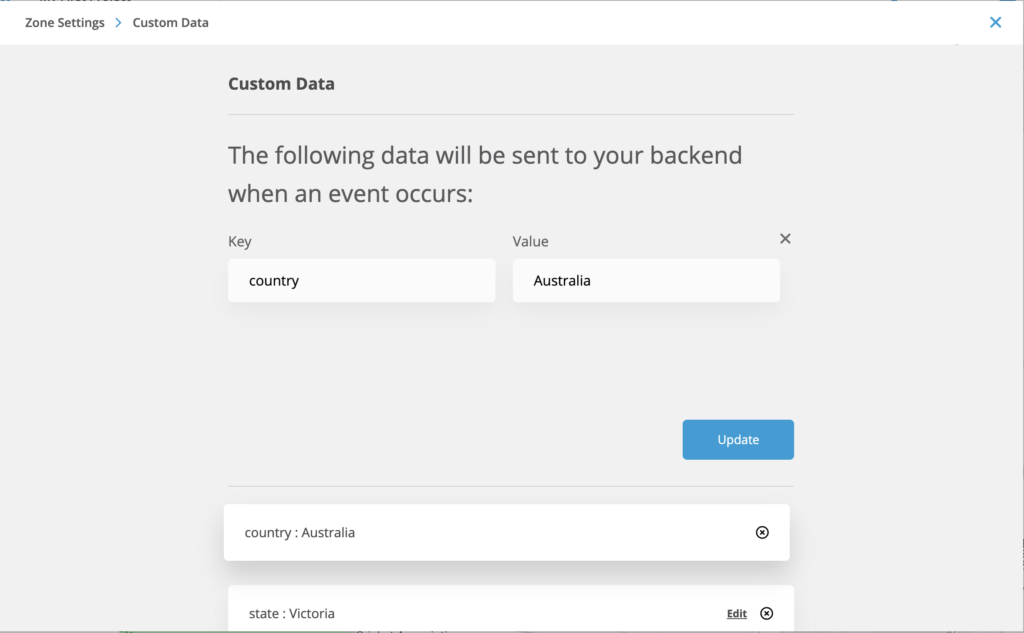 Zone Settings > Custom Data
Custom Data
The following data will be sent to your backend
when an event occurs:
Key Value
country Australia
Update
country : Australia
state : Victoria Edit